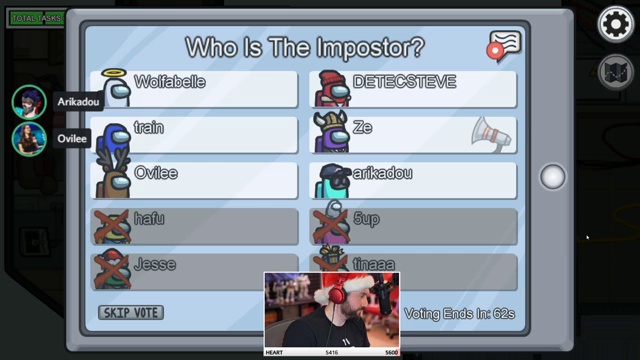 TOTAL TASKS
Who Is The Impostor?
Wolfabelle
DETECSTEVE
Arikadou
train
Ze
Ovilee
Ovilee
arikadou
hafu
5up
Jesse
tinaaa
SKIP VOTE
Voting Ends In: 62s
HEART 5416 5600